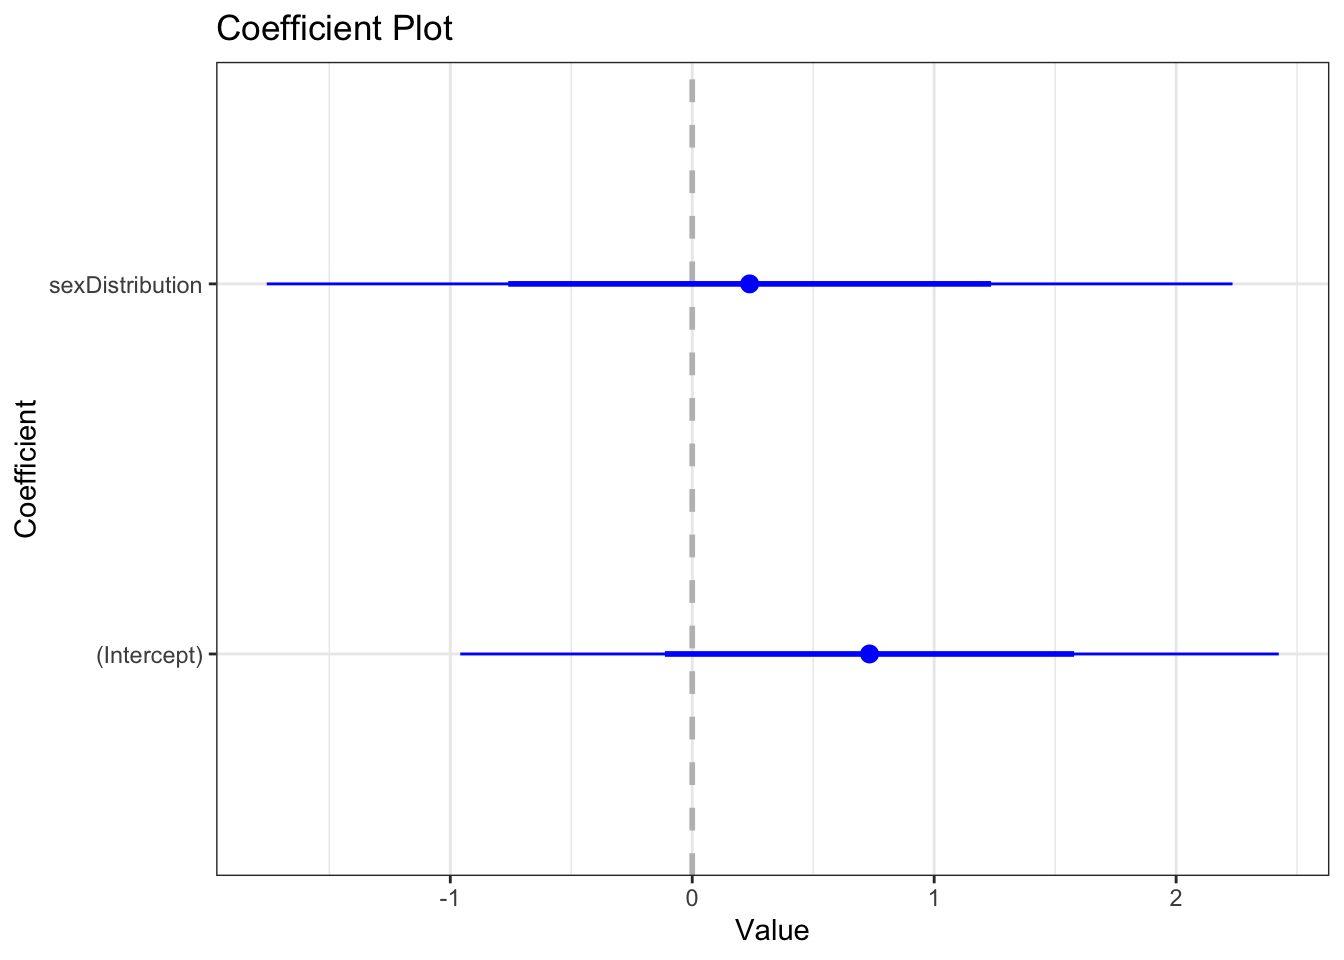 Coefficient Plot
sexDistribution
(Intercept)
Coefficient
-1 0 1 2
Value